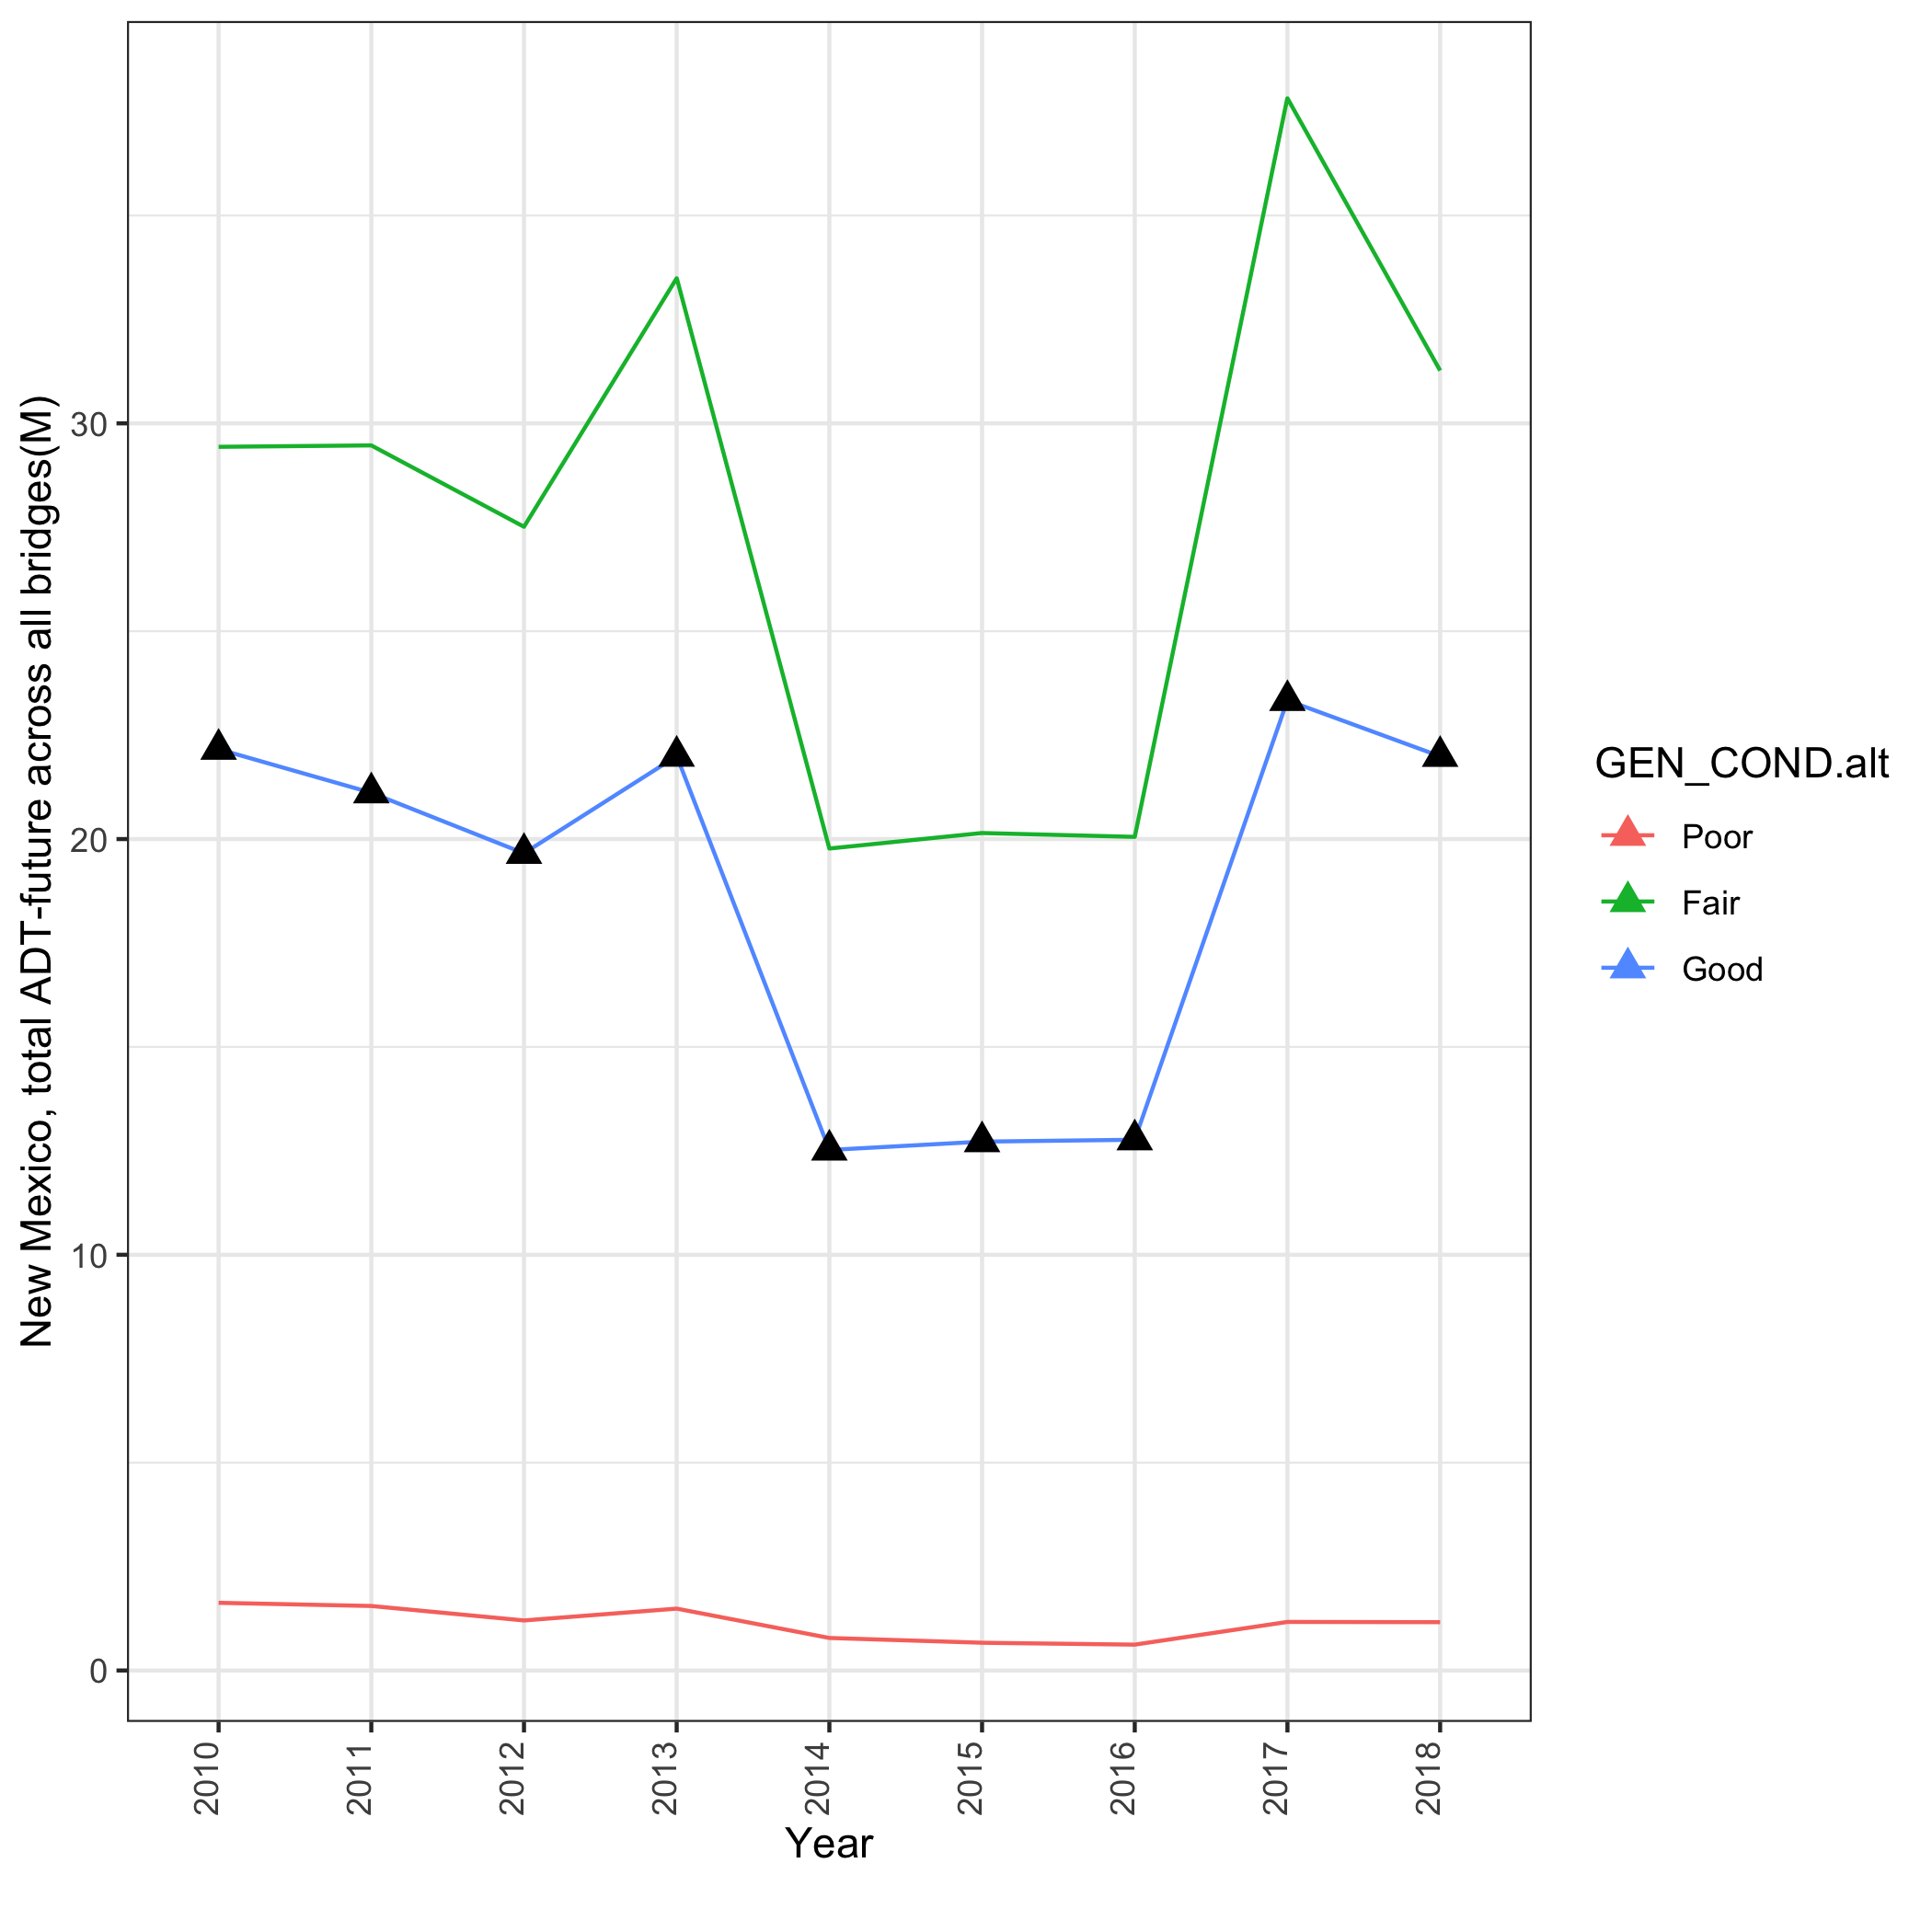 New Mexico, total ADT-future across all bridges(M)
30
20
10
0
2010
2011
2012
2013
2014
2015
2016
2017
2018
Year
GEN_COND.alt
Poor
Fair
Good